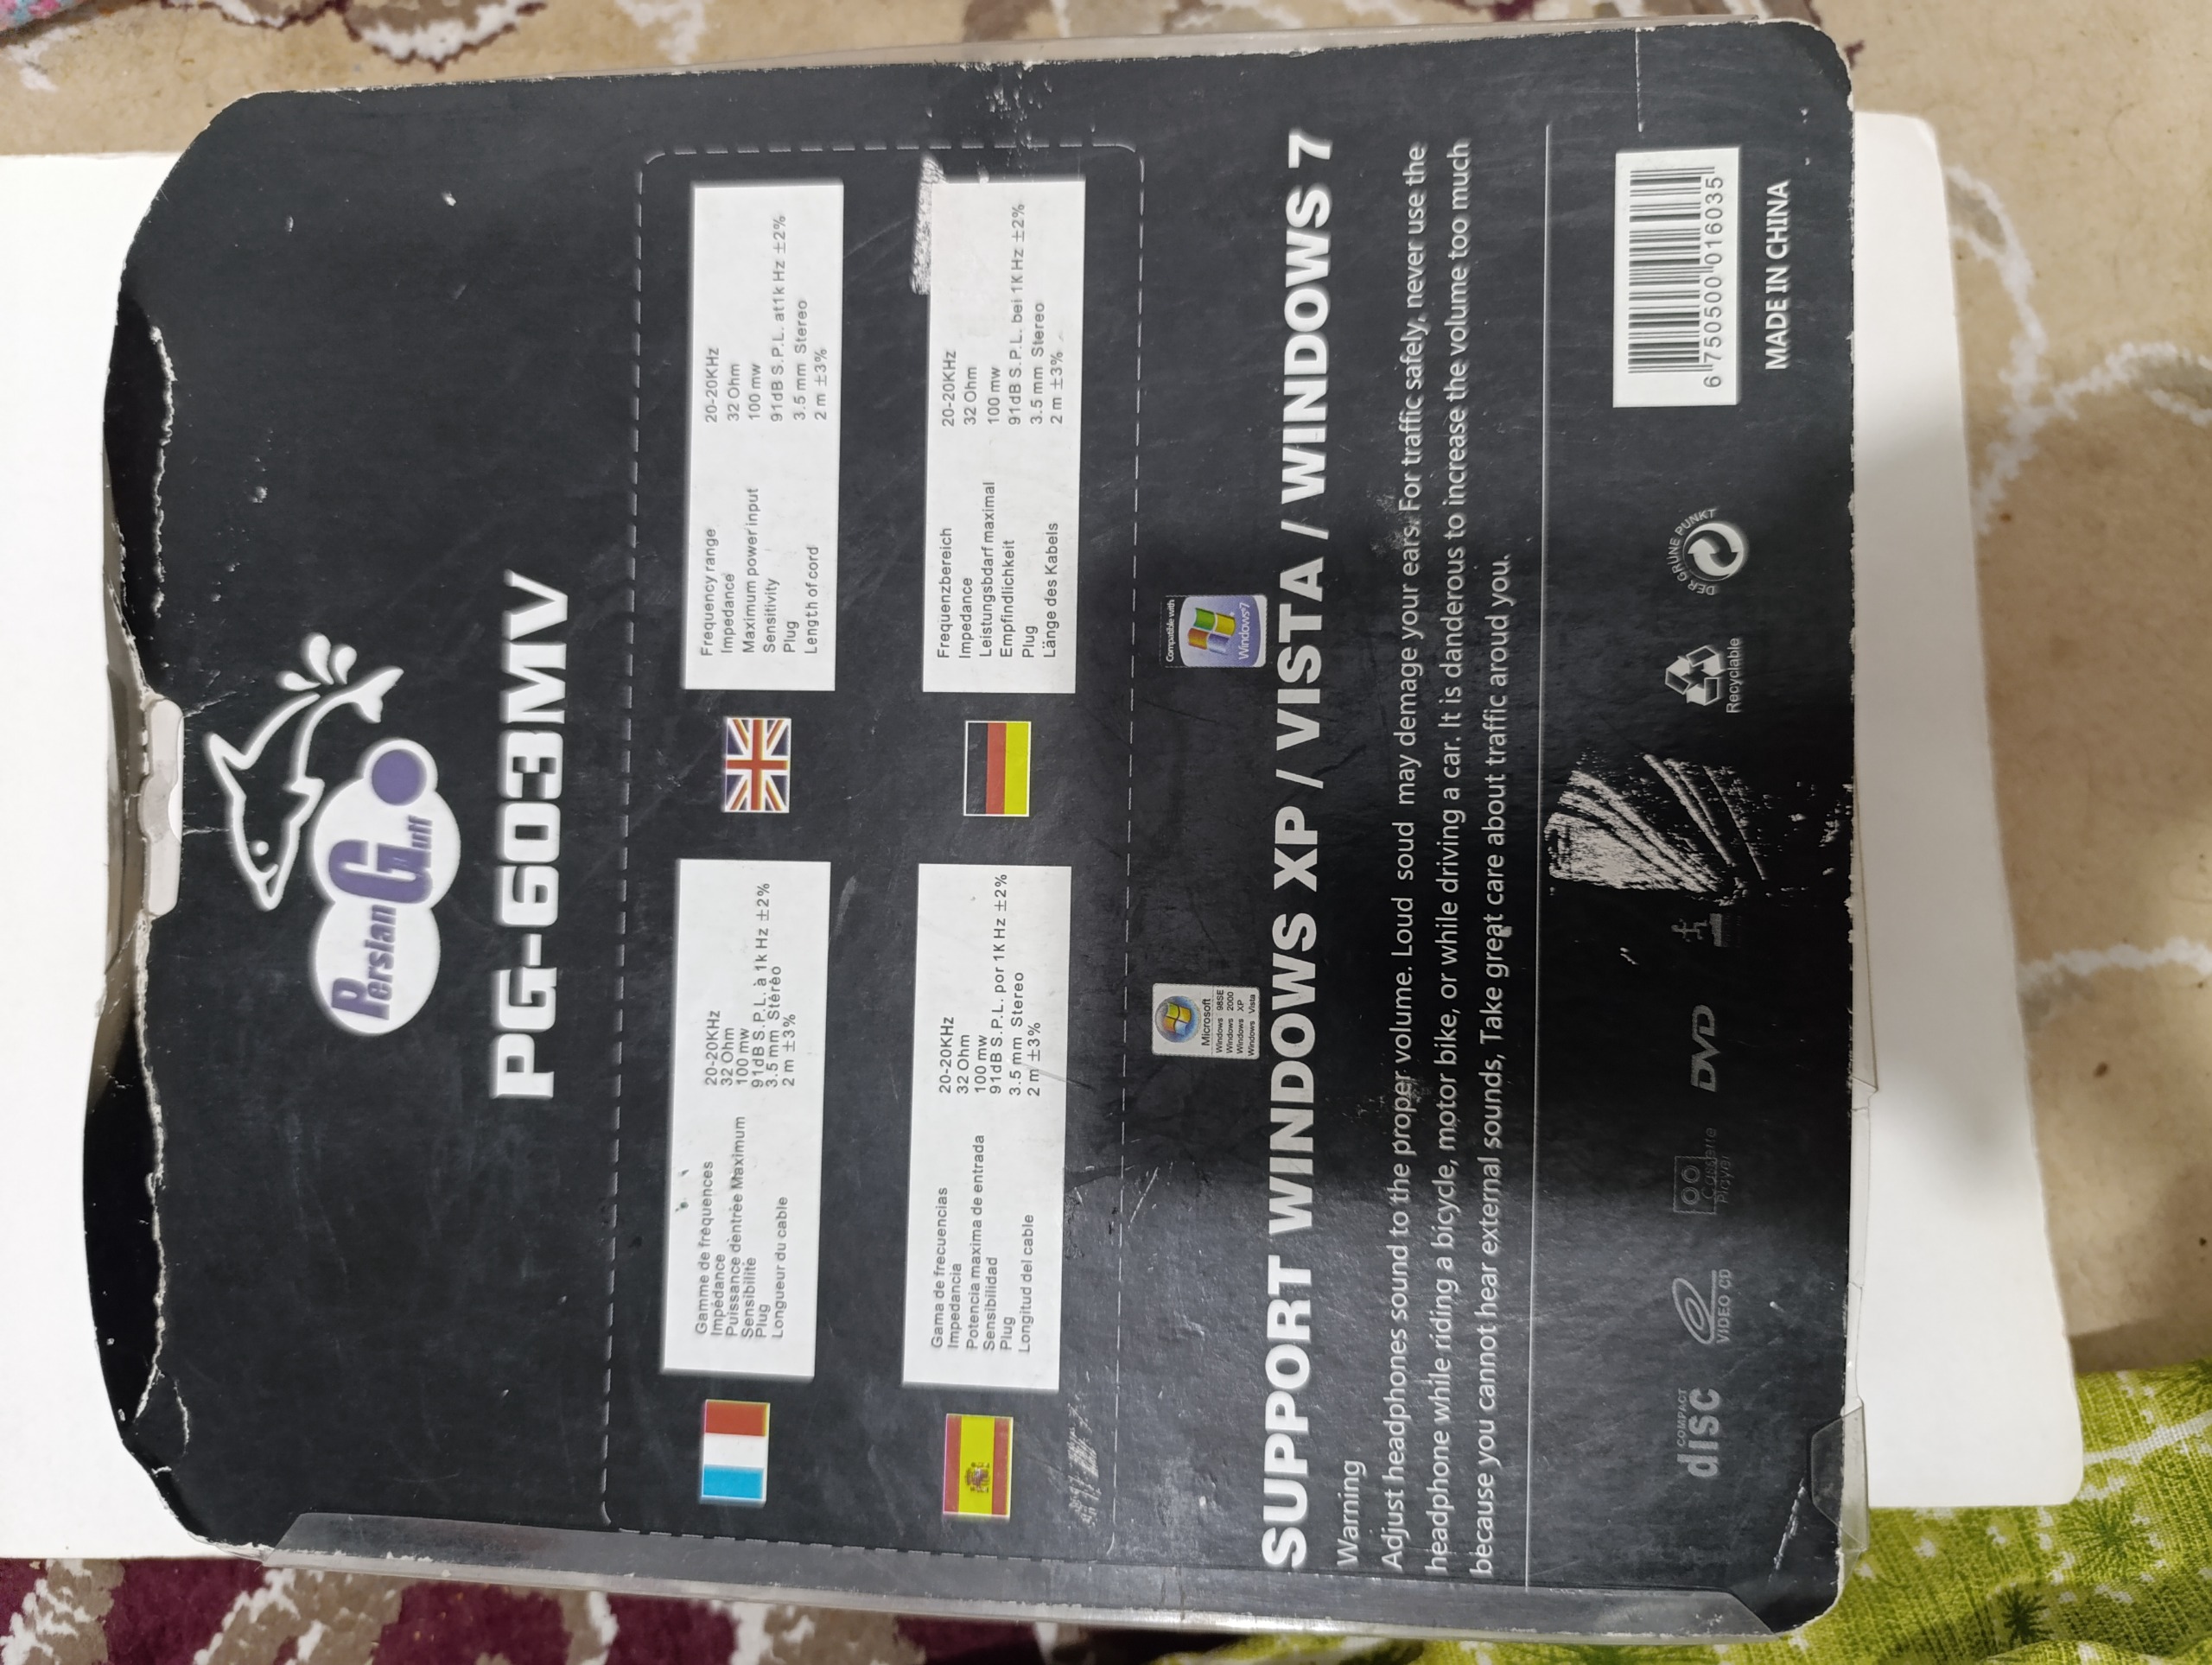 Persian Gulf
PG-603MV
Gamme de fréquences 20-20KHz
Impédance 32 Ohm
Puissance dèntrée Maximum 100 mw
Sensibilité 91dB S.P.L. à 1k Hz ±2%
Plug 3.5 mm Stéréo
Longueur du cable 2 m ±3%
Frequency range 20-20KHz
Impedance 32 Ohm
Maximum power input 100 mw
Sensitivity 91dB S.P.L. at1k Hz ±2%
Plug 3.5 mm Stereo
Length of cord 2 m ±3%
Gama de frecuencias 20-20KHz
Impedancia 32 Ohm
Potencia maxima de entrada 100 mw
Sensibilidad 91dB S.P.L. por 1K Hz ±2%
Plug 3.5 mm Stereo
Longitud del cable 2 m ±3%
Frequenzbereich 20-20KHz
Impedance 32 Ohm
Leistungsbdarf maximal 100 mw
Empfindlichkeit 91dB S.P.L. bei 1K Hz ±2%
Plug 3.5 mm Stereo
Länge des Kabels 2 m ±3%
Microsoft
Windows 98SE
Windows 2000
Windows XP
Windows Vista
Compatible with
Windows7
SUPPORT WINDOWS XP / VISTA / WINDOWS 7
Warning
Adjust headphones sound to the proper volume. Loud soud may demage your ears. For traffic safely, never use the
headphone while riding a bicycle, motor bike, or while driving a car. It is danderous to increase the volume too much
because you cannot hear external sounds, Take great care about traffic aroud you.
COMPACT
disc
VIDEO CD
Cassette
Player
DVD
Recyclable
DER GRÜNE PUNKT
6 750500 016035
MADE IN CHINA